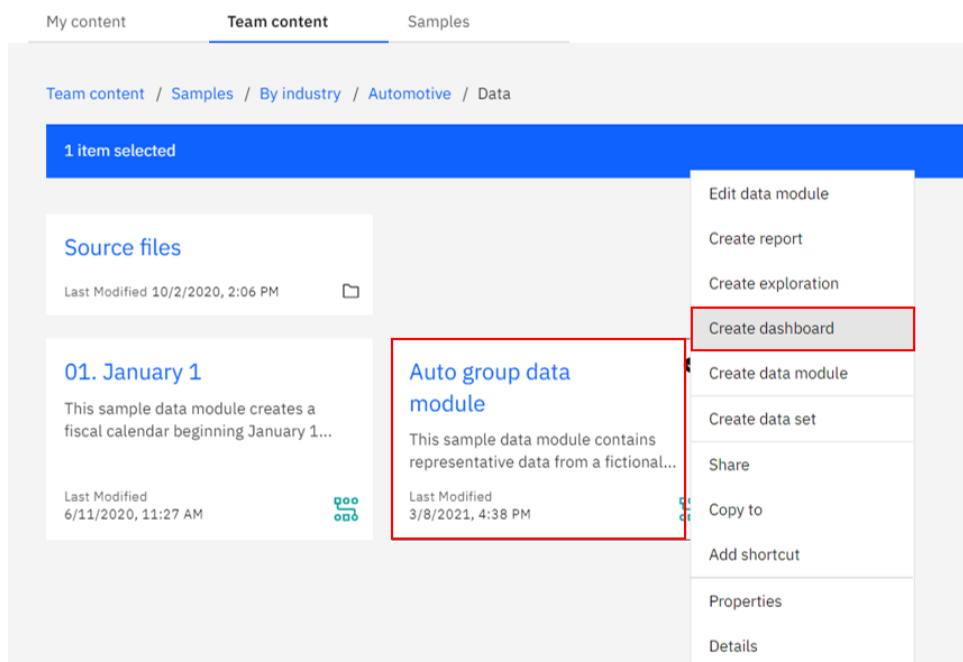 My content
Team content
Samples
Team content / Samples / By industry / Automotive / Data
1 item selected
Source files
Last Modified 10/2/2020, 2:06 PM
01. January 1
This sample data module creates a
fiscal calendar beginning January 1...
Last Modified
6/11/2020, 11:27 AM
Auto group data
module
This sample data module contains
representative data from a fictional...
Last Modified
3/8/2021, 4:38 PM
Edit data module
Create report
Create exploration
Create dashboard
Create data module
Create data set
Share
Copy to
Add shortcut
Properties
Details